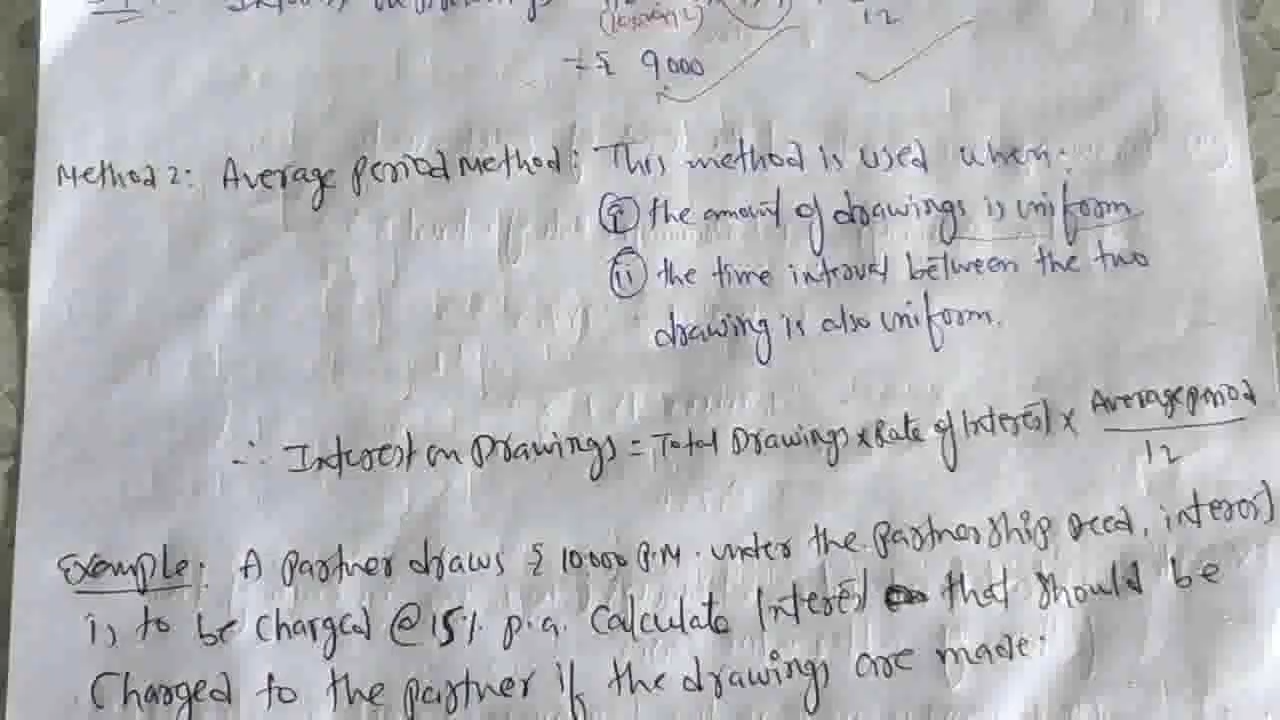 12
= ₹ 9000
Method 2: Average period Method: This method is used when:
(i) the amount of drawings is uniform
(ii) the time intraval between the two
drawing is also uniform.
∴ Interest on Drawings = Total Drawings x Rate of Interest x Average period
12
Example: A partner draws ₹ 10000 P.M. under the partnership deed, interest
is to be charged @ 15% p.a. Calculate Interest that should be
Charged to the partner if the drawings are made: